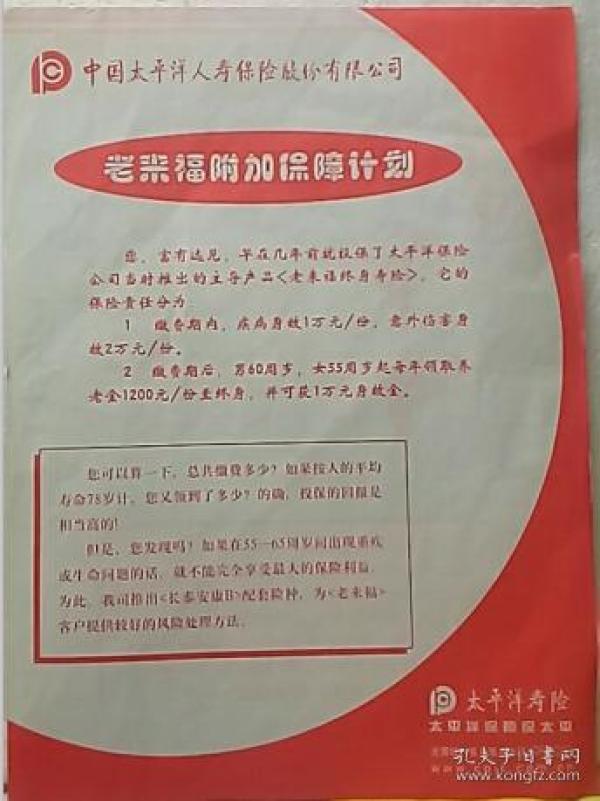 中国太平洋人寿保险股份有限公司
老来福附加保障计划
您，富有远见，早在几年前就投保了太平洋保险
公司当时推出的主导产品<老来福终身寿险>，它的
保险责任分为
1 缴费期内，疾病身故1万元/份，意外伤害身
故2万元/份。
2 缴费期后，男60周岁，女55周岁起每年领取养
老金1200元/份至终身，并可获1万元身故金。
您可以算一下，总共缴费多少？如果按人的平均
寿命78岁计，您又领到了多少？的确，投保的回报是
相当高的！
但是，您发现吗？如果在55—65周岁间出现重疾
或生命问题的话，就不能完全享受最大的保险利益。
为此，我司推出<长泰安康B>配套险种，为<老来福>
客户提供较好的风险处理方法。
太平洋寿险
太平洋保险保太平
孔夫子旧书网
www.kongfz.com